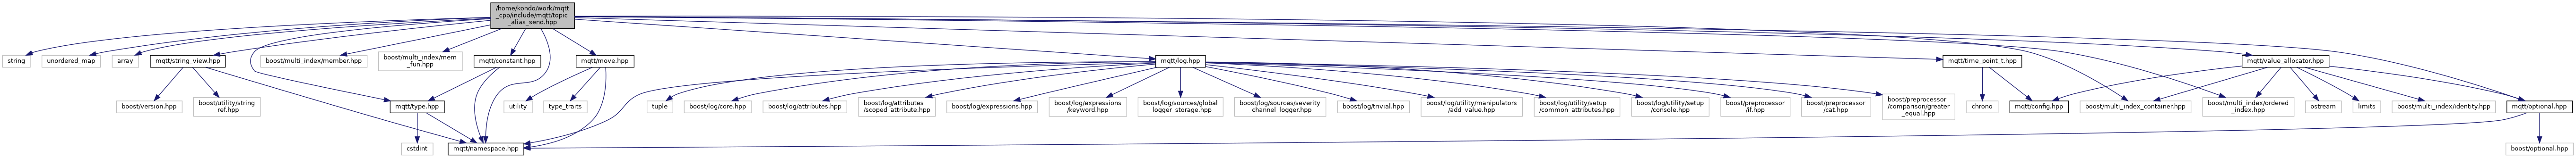 /home/kondo/work/mqtt
_cpp/include/mqtt/topic
_alias_send.hpp
string
unordered_map
array
mqtt/string_view.hpp
boost/multi_index/member.hpp
boost/multi_index/mem
_fun.hpp
mqtt/constant.hpp
mqtt/move.hpp
mqtt/log.hpp
mqtt/time_point_t.hpp
mqtt/value_allocator.hpp
boost/version.hpp
boost/utility/string
_ref.hpp
mqtt/type.hpp
utility
type_traits
tuple
boost/log/core.hpp
boost/log/attributes.hpp
boost/log/attributes
/scoped_attribute.hpp
boost/log/expressions.hpp
boost/log/expressions
/keyword.hpp
boost/log/sources/global
_logger_storage.hpp
boost/log/sources/severity
_channel_logger.hpp
boost/log/trivial.hpp
boost/log/utility/manipulators
/add_value.hpp
boost/log/utility/setup
/common_attributes.hpp
boost/log/utility/setup
/console.hpp
boost/preprocessor
/if.hpp
boost/preprocessor
/cat.hpp
boost/preprocessor
/comparison/greater
_equal.hpp
chrono
mqtt/config.hpp
boost/multi_index_container.hpp
boost/multi_index/ordered
_index.hpp
ostream
limits
boost/multi_index/identity.hpp
mqtt/optional.hpp
cstdint
mqtt/namespace.hpp
boost/optional.hpp